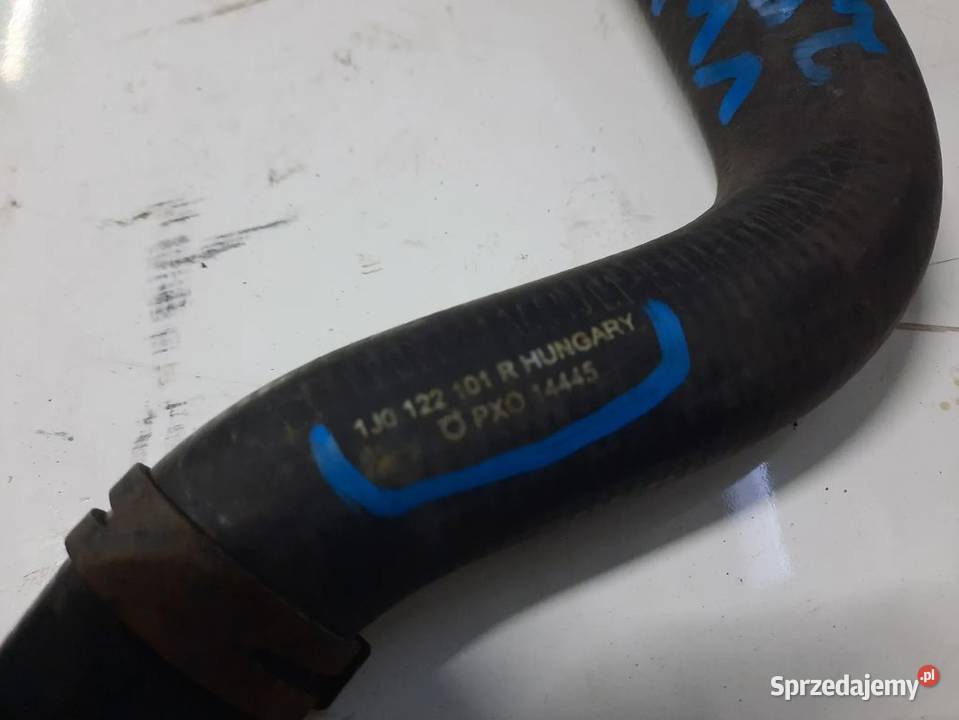 1J0 122 101 R HUNGARY
PXO 14445
Sprzedajemy.pl